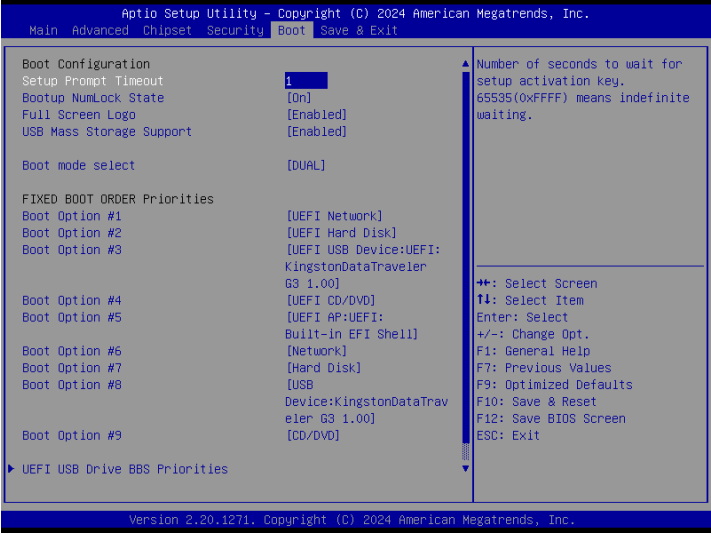 Aptio Setup Utility – Copyright (C) 2024 American Megatrends, Inc.
Main Advanced Chipset Security Boot Save & Exit
Boot Configuration
Setup Prompt Timeout 1
Bootup NumLock State [On]
Full Screen Logo [Enabled]
USB Mass Storage Support [Enabled]
Boot mode select [DUAL]
FIXED BOOT ORDER Priorities
Boot Option #1 [UEFI Network]
Boot Option #2 [UEFI Hard Disk]
Boot Option #3 [UEFI USB Device:UEFI:
KingstonDataTraveler
G3 1.00]
Boot Option #4 [UEFI CD/DVD]
Boot Option #5 [UEFI AP:UEFI:
Built-in EFI Shell]
Boot Option #6 [Network]
Boot Option #7 [Hard Disk]
Boot Option #8 [USB
Device:KingstonDataTrav
eler G3 1.00]
Boot Option #9 [CD/DVD]
UEFI USB Drive BBS Priorities
Number of seconds to wait for
setup activation key.
65535(0xFFFF) means indefinite
waiting.
→←: Select Screen
↑↓: Select Item
Enter: Select
+/-: Change Opt.
F1: General Help
F7: Previous Values
F9: Optimized Defaults
F10: Save & Reset
F12: Save BIOS Screen
ESC: Exit
Version 2.20.1271. Copyright (C) 2024 American Megatrends, Inc.